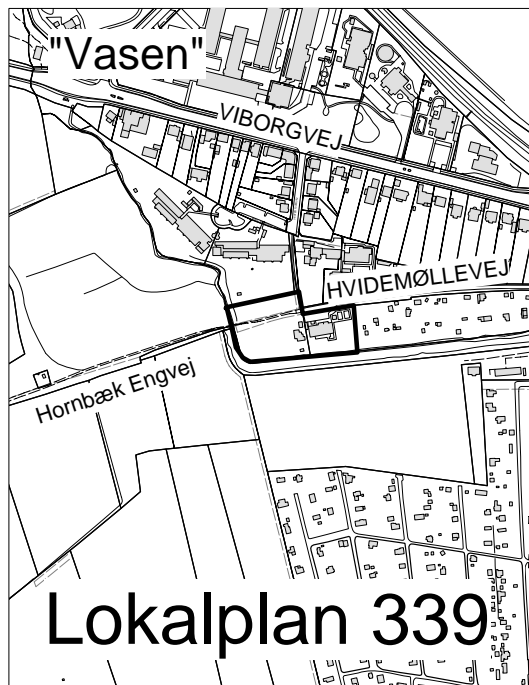 "Vasen"
VIBORGVEJ
HVIDEMØLLEVEJ
Hornbæk Engvej
Lokalplan 339